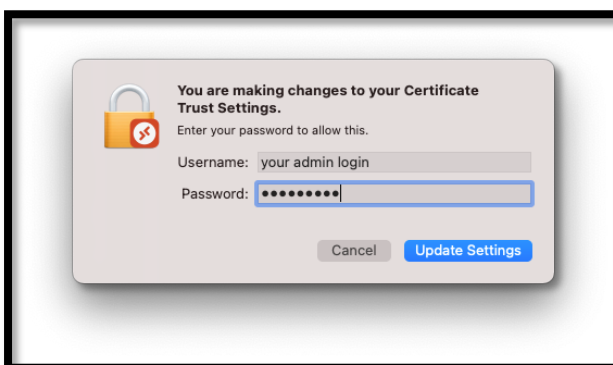 You are making changes to your Certificate
Trust Settings.
Enter your password to allow this.
Username: your admin login
Password: •••••••••
Cancel Update Settings